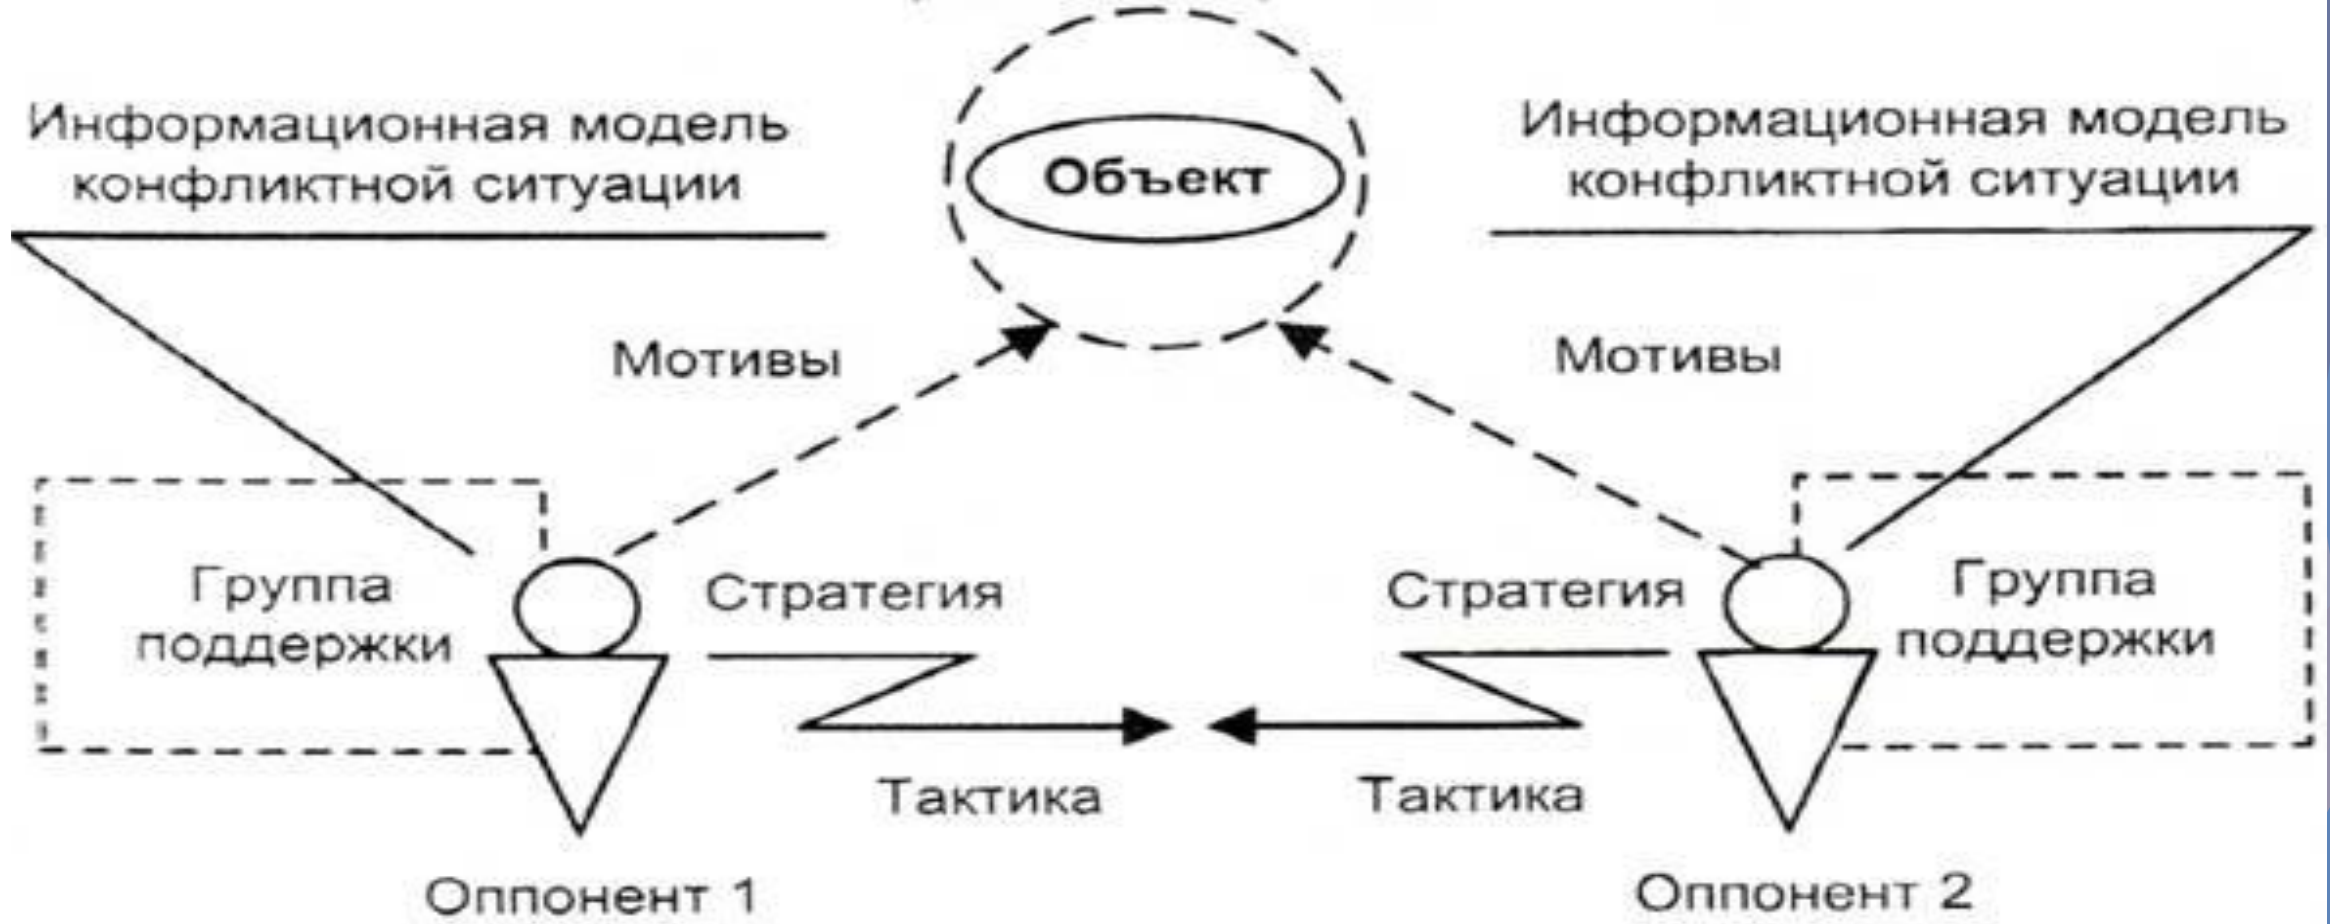 Информационная модель
конфликтной ситуации
Объект
Информационная модель
конфликтной ситуации
Мотивы
Мотивы
Группа
поддержки
Стратегия
Стратегия
Группа
поддержки
Тактика
Тактика
Оппонент 1
Оппонент 2